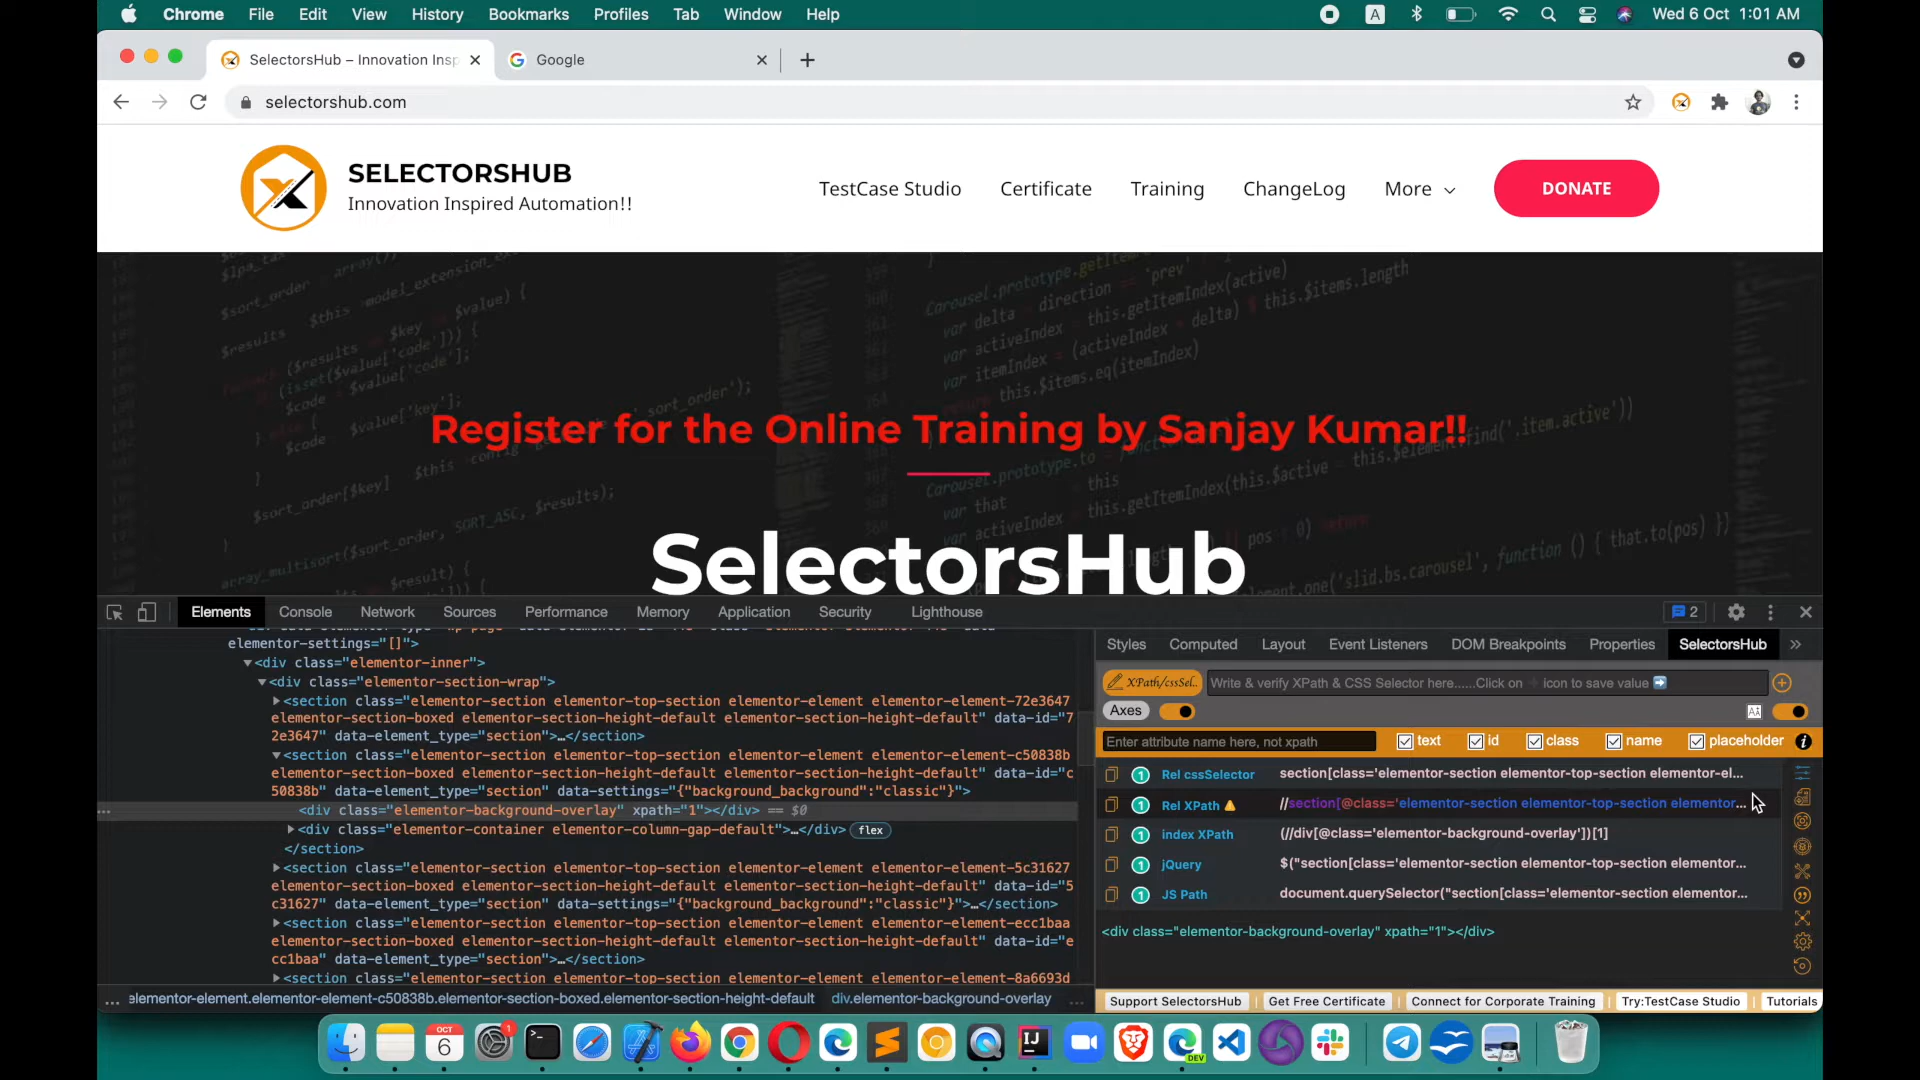 Chrome File Edit View History Bookmarks Profiles Tab Window Help A Wed 6 Oct 1:01 AM
SelectorsHub – Innovation Insp
Google
selectorshub.com
SELECTORSHUB
Innovation Inspired Automation!!
TestCase Studio Certificate Training ChangeLog More DONATE
Register for the Online Training by Sanjay Kumar!!
SelectorsHub
Elements Console Network Sources Performance Memory Application Security Lighthouse 2
elementor-settings="[]">
<div class="elementor-inner">
<div class="elementor-section-wrap">
<section class="elementor-section elementor-top-section elementor-element elementor-element-72e3647
elementor-section-boxed elementor-section-height-default elementor-section-height-default" data-id="7
2e3647" data-element_type="section">…</section>
<section class="elementor-section elementor-top-section elementor-element elementor-element-c50838b
elementor-section-boxed elementor-section-height-default elementor-section-height-default" data-id="c
50838b" data-element_type="section" data-settings="{"background_background":"classic"}">
… <div class="elementor-background-overlay" xpath="1"></div> == $0
<div class="elementor-container elementor-column-gap-default">…</div> flex
</section>
<section class="elementor-section elementor-top-section elementor-element elementor-element-5c31627
elementor-section-boxed elementor-section-height-default elementor-section-height-default" data-id="5
c31627" data-element_type="section" data-settings="{"background_background":"classic"}">…</section>
<section class="elementor-section elementor-top-section elementor-element elementor-element-ecc1baa
elementor-section-boxed elementor-section-height-default elementor-section-height-default" data-id="e
cc1baa" data-element_type="section">…</section>
<section class="elementor-section elementor-top-section elementor-element elementor-element-8a6693d
… elementor-element.elementor-element-c50838b.elementor-section-boxed.elementor-section-height-default div.elementor-background-overlay …
Styles Computed Layout Event Listeners DOM Breakpoints Properties SelectorsHub »
XPath/cssSel.. Write & verify XPath & CSS Selector here......Click on + icon to save value
Axes
Enter attribute name here, not xpath text id class name placeholder i
1 Rel cssSelector section[class='elementor-section elementor-top-section elementor-el...
1 Rel XPath //section[@class='elementor-section elementor-top-section elementor...
1 index XPath (//div[@class='elementor-background-overlay'])[1]
1 jQuery $("section[class='elementor-section elementor-top-section elementor...
1 JS Path document.querySelector("section[class='elementor-section elementor...
<div class="elementor-background-overlay" xpath="1"></div>
Support SelectorsHub Get Free Certificate Connect for Corporate Training Try:TestCase Studio Tutorials
OCT
6
1
DEV